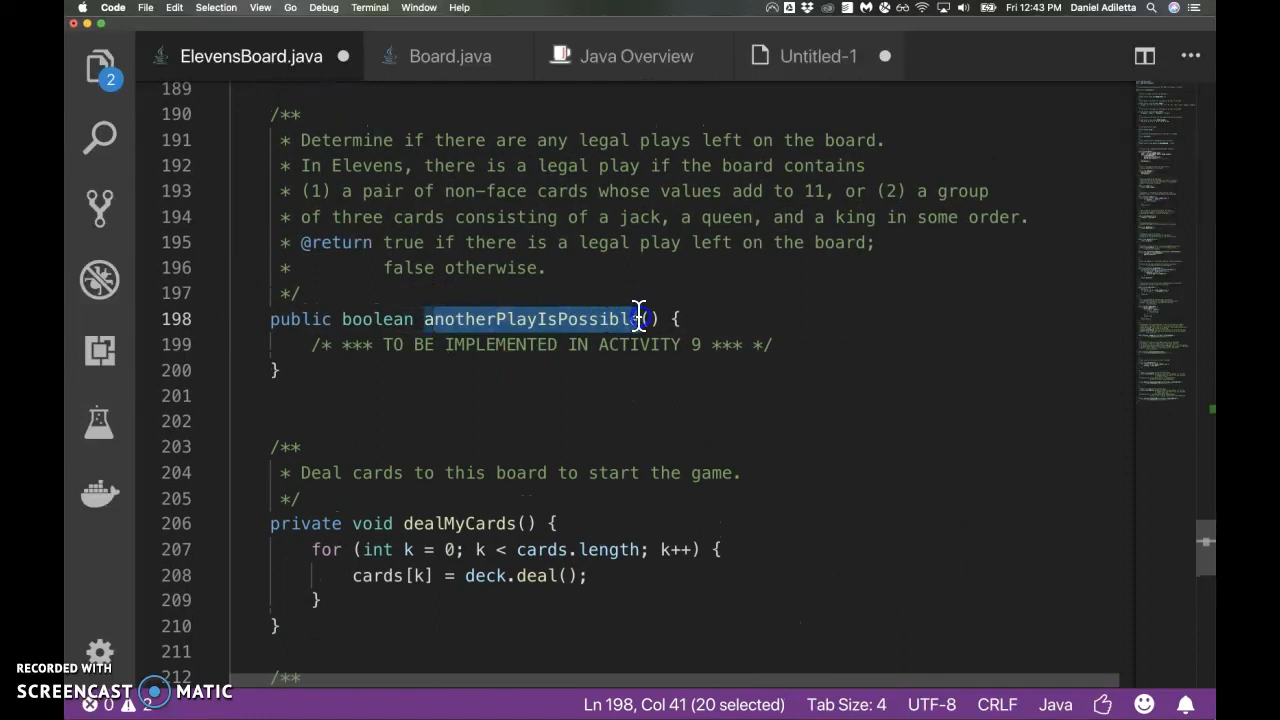 Code File Edit Selection View Go Debug Terminal Window Help Fri 12:43 PM Daniel Adiletta
ElevensBoard.java Board.java Java Overview Untitled-1
2
189
190 /**
191 * Determine if there are any legal plays left on the board.
192 * In Elevens, there is a legal play if the board contains
193 * (1) a pair of non-face cards whose values add to 11, or (2) a group
194 * of three cards consisting of a jack, a queen, and a king in some order.
195 * @return true if there is a legal play left on the board;
196 * false otherwise.
197 */
198 public boolean anotherPlayIsPossible() {
199 /* *** TO BE IMPLEMENTED IN ACTIVITY 9 *** */
200 }
201
202
203 /**
204 * Deal cards to this board to start the game.
205 */
206 private void dealMyCards() {
207 for (int k = 0; k < cards.length; k++) {
208 cards[k] = deck.deal();
209 }
210 }
211
212 /**
RECORDED WITH
SCREENCAST MATIC
0 2 Ln 198, Col 41 (20 selected) Tab Size: 4 UTF-8 CRLF Java